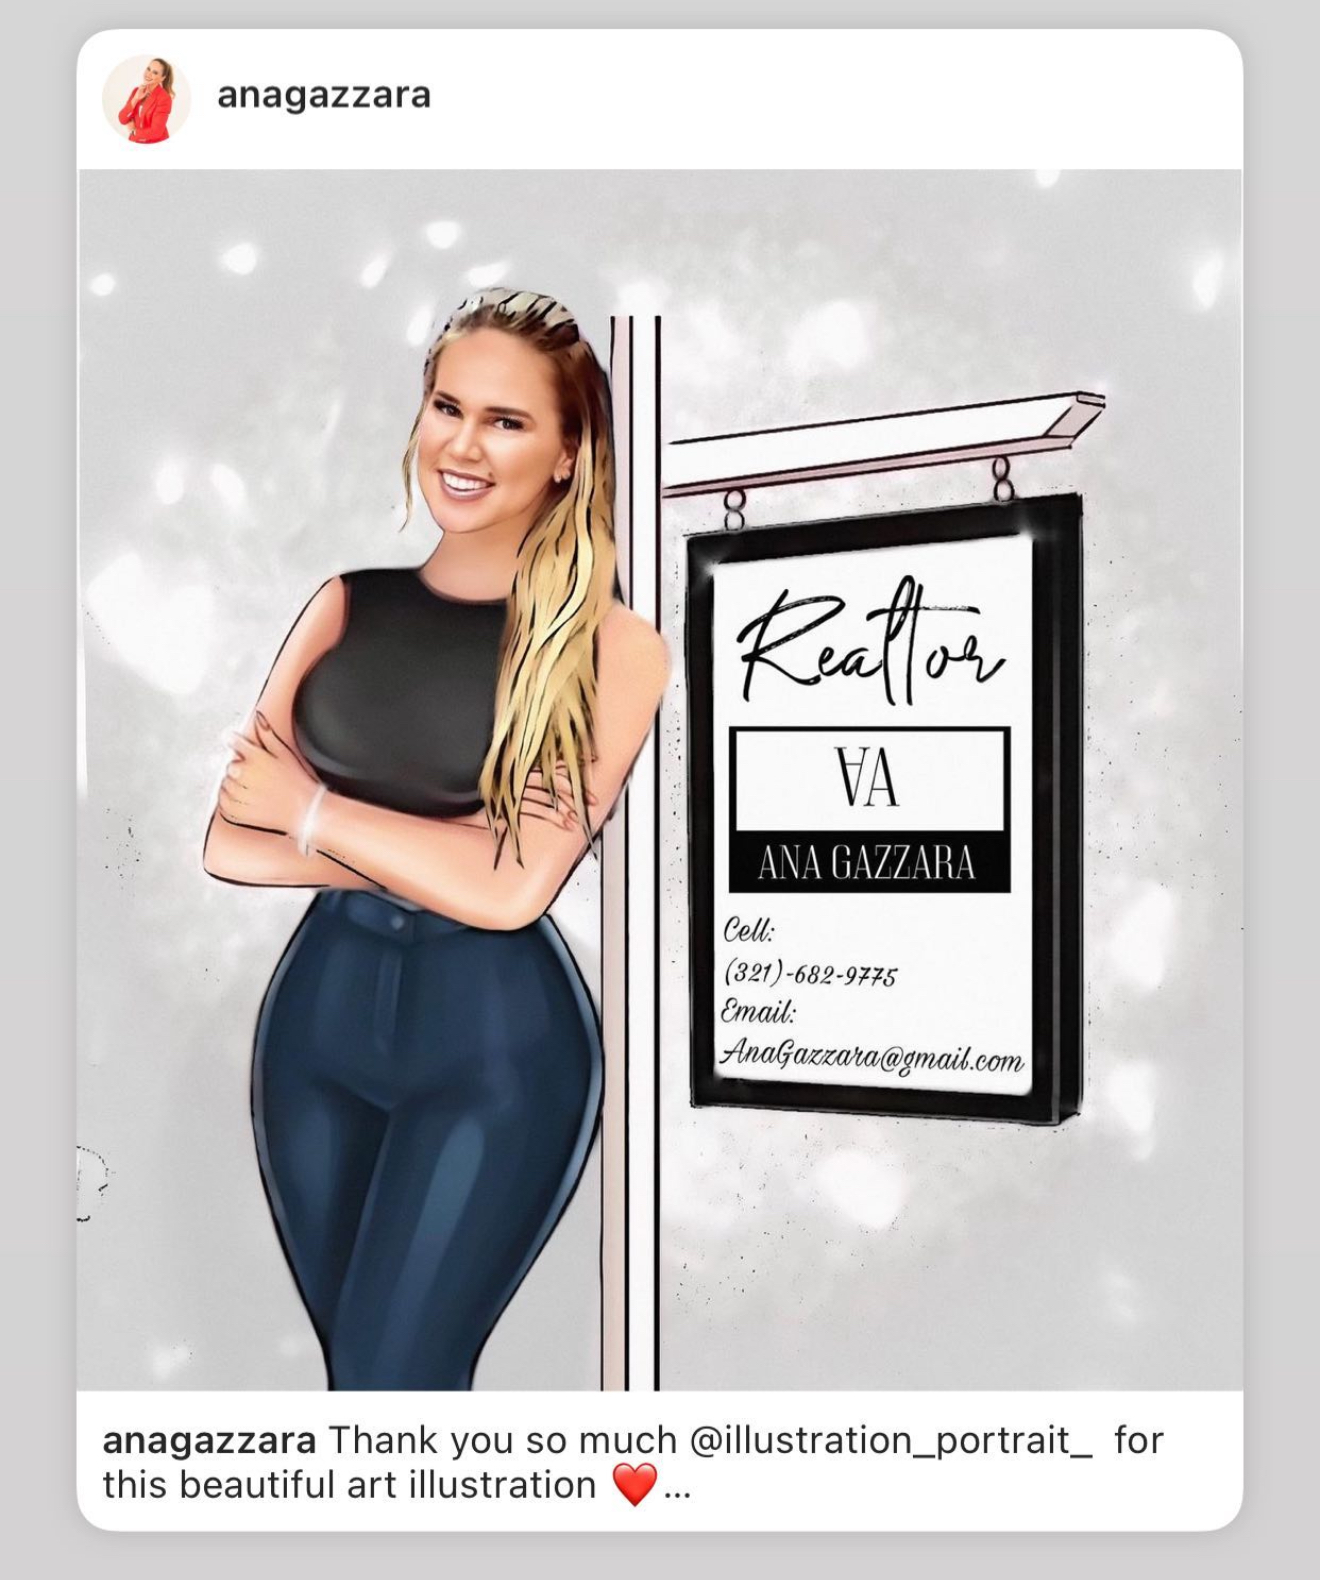 anagazzara
Realtor
AA
ANA GAZZARA
Cell:
(321)-682-9775
Email:
AnaGazzara@gmail.com
anagazzara Thank you so much @illustration_portrait_ for
this beautiful art illustration ❤️...